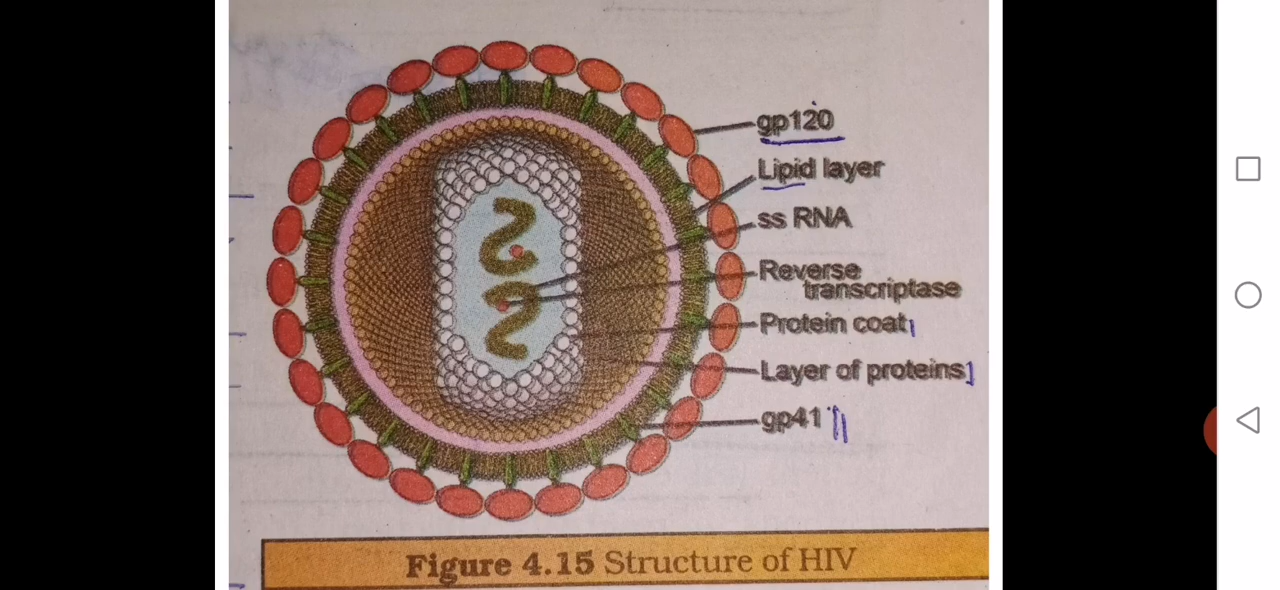 gp120
Lipid layer
ss RNA
Reverse
transcriptase
Protein coat
Layer of proteins
gp41
Figure 4.15 Structure of HIV